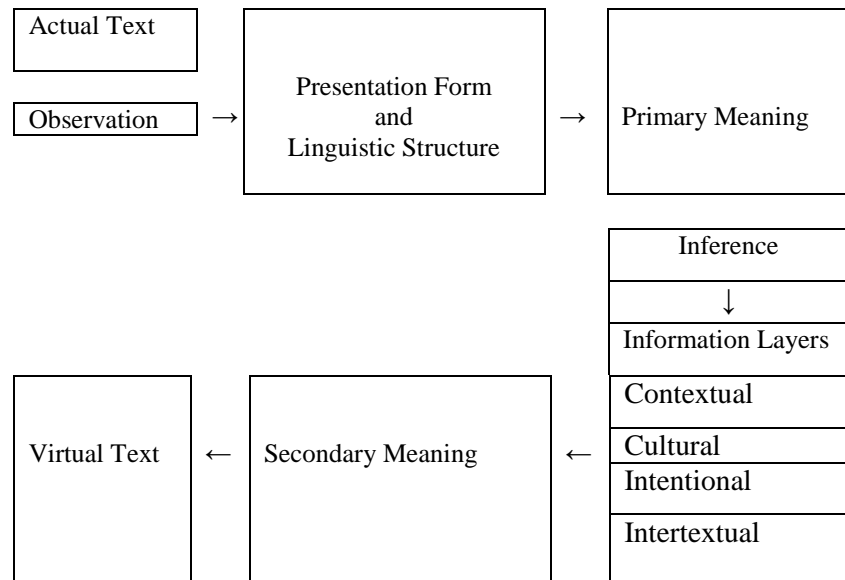 Actual Text
Observation
→
Presentation Form
and
Linguistic Structure
→
Primary Meaning
Inference
↓
Information Layers
Contextual
Cultural
Intentional
Intertextual
←
Secondary Meaning
←
Virtual Text